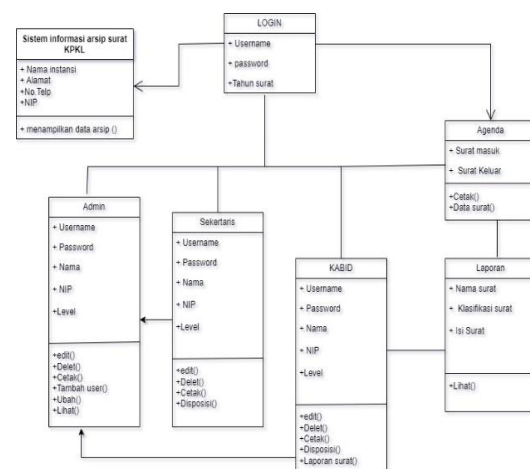 LOGIN
+ Username
+ password
+Tahun surat
Sistem informasi arsip surat
KPKL
+ Nama instansi
+ Alamat
+No.Telp
+NIP
+ menampilkan data arsip ()
Agenda
+ Surat masuk
+ Surat Keluar
+Cetak()
+Data surat()
Admin
+ Username
+ Password
+ Nama
+ NIP
+Level
+edit()
+Delet()
+Cetak()
+Tambah user()
+Ubah()
+Lihat()
Sekertaris
+ Username
+ Password
+ Nama
+ NIP
+Level
+edit()
+Delet()
+Cetak()
+Disposisi()
KABID
+ Username
+ Password
+ Nama
+ NIP
+Level
+edit()
+Delet()
+Cetak()
+Disposisi()
+Laporan surat()
Laporan
+ Nama surat
+ Klasifikasi surat
+ Isi Surat
+Lihat()